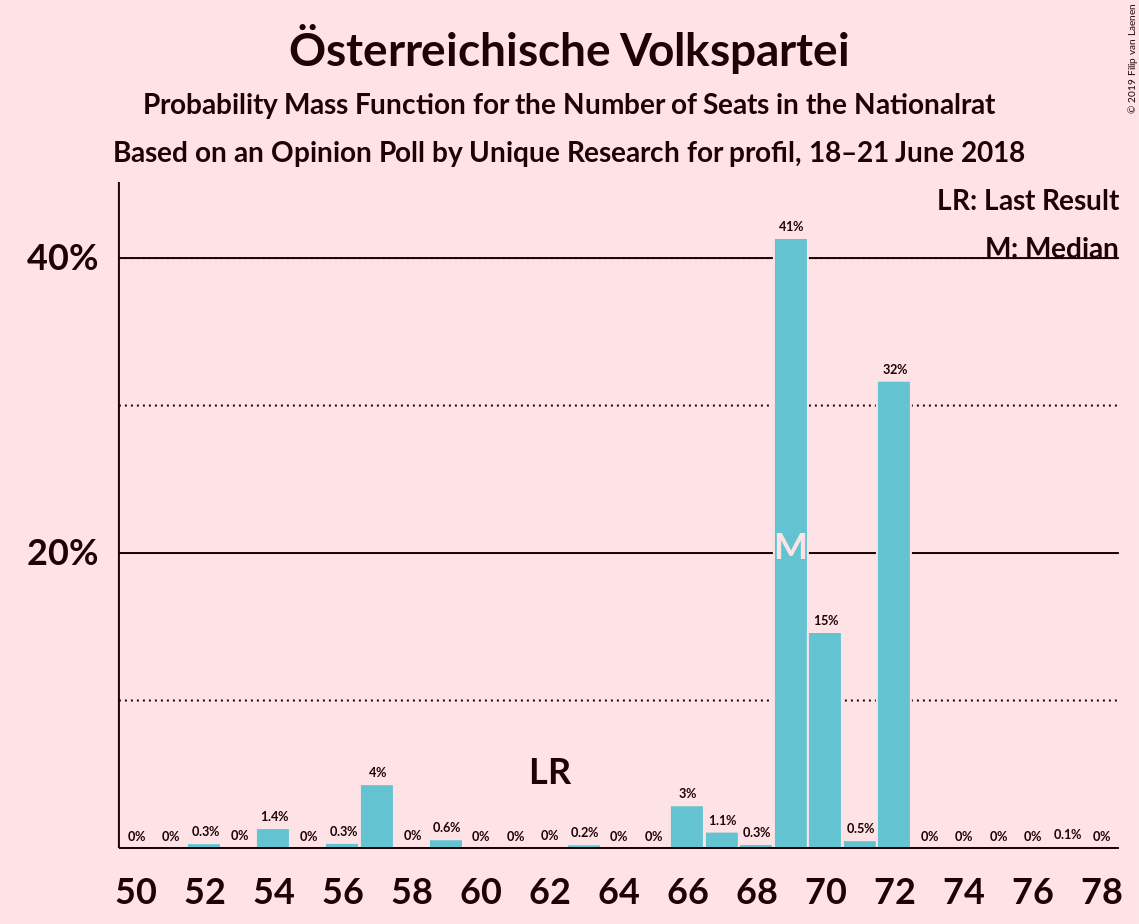 Österreichische Volkspartei
Probability Mass Function for the Number of Seats in the Nationalrat
Based on an Opinion Poll by Unique Research for profil, 18–21 June 2018
© 2019 Filip van Laenen
LR: Last Result
M: Median
40%
20%
0% 0% 0.3% 0% 1.4% 0% 0.3% 4% 0% 0.6% 0% 0% 0% 0.2% 0% 0% 3% 1.1% 0.3% 41% 15% 0.5% 32% 0% 0% 0% 0% 0.1% 0%
LR
M
50 52 54 56 58 60 62 64 66 68 70 72 74 76 78